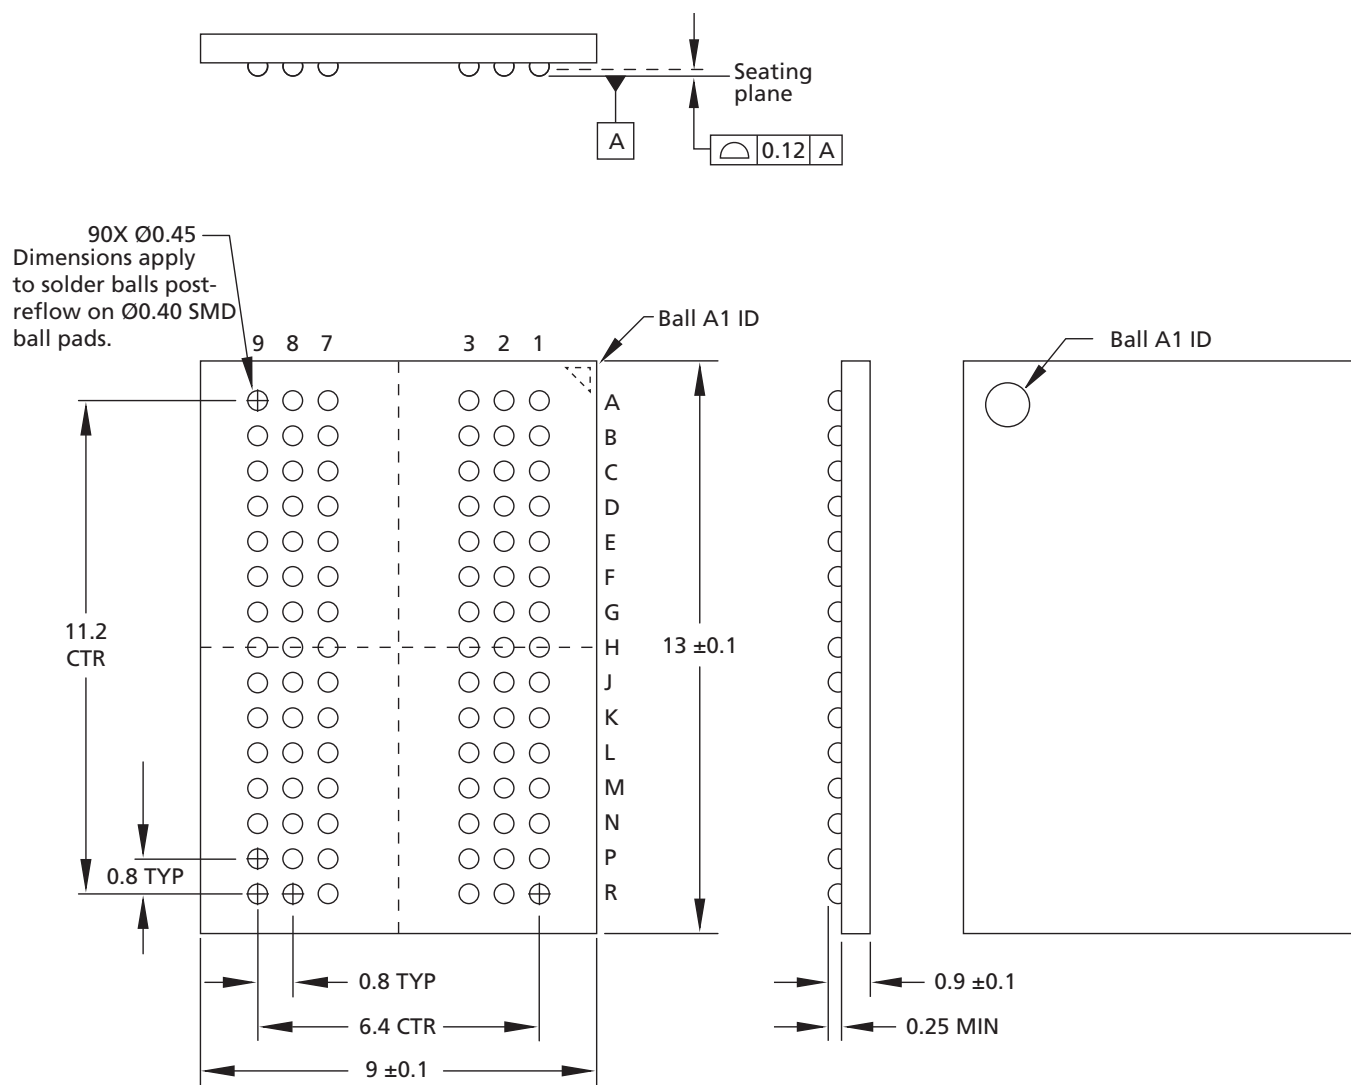 Seating
plane
A
0.12 A
90X Ø0.45
Dimensions apply
to solder balls post-
reflow on Ø0.40 SMD
ball pads.
Ball A1 ID
Ball A1 ID
9 8 7 3 2 1
A
B
C
D
E
F
G
H
J
K
L
M
N
P
R
11.2
CTR
13 ±0.1
0.8 TYP
0.8 TYP
0.9 ±0.1
6.4 CTR
0.25 MIN
9 ±0.1